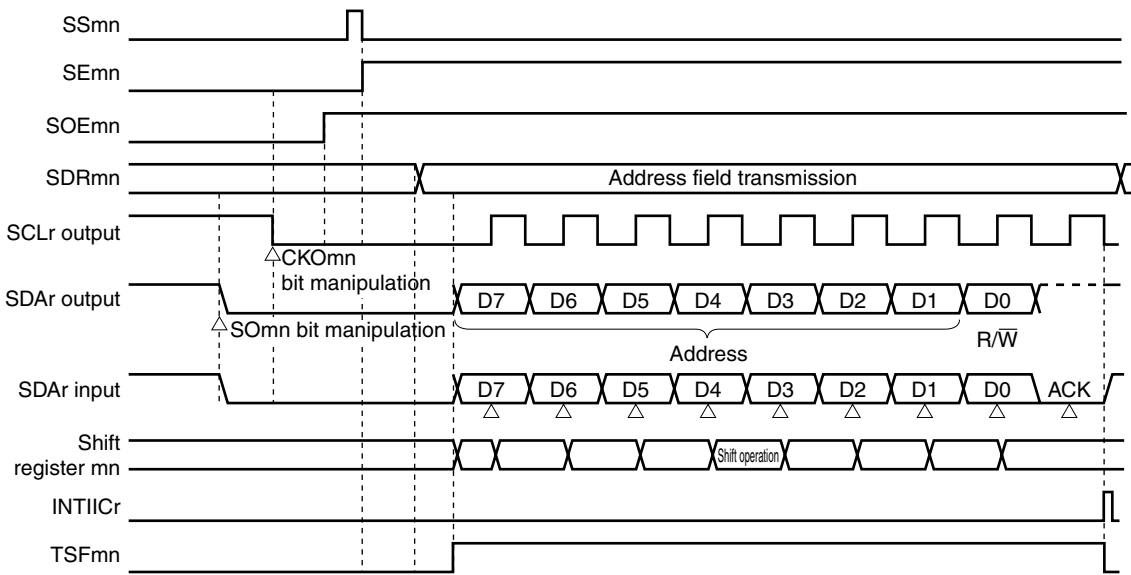 SSmn
SEmn
SOEmn
SDRmn Address field transmission
SCLr output
CKOmn
bit manipulation
SDAr output D7 D6 D5 D4 D3 D2 D1 D0
SOmn bit manipulation
Address
R/W̅
SDAr input D7 D6 D5 D4 D3 D2 D1 D0 ACK
Shift
register mn Shift operation
INTIICr
TSFmn